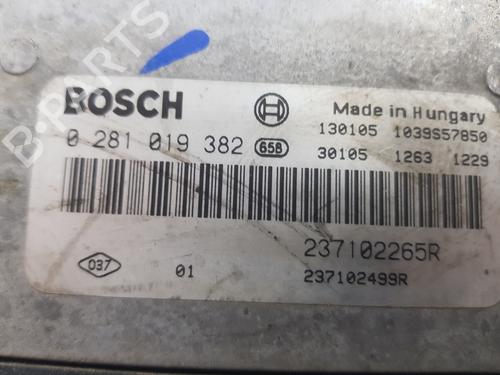 BOSCH
Made in Hungary
0 281 019 382 658
130105 1039S57850
30105 1263 1229
237102265R
037 01 237102499R
B-PARTS